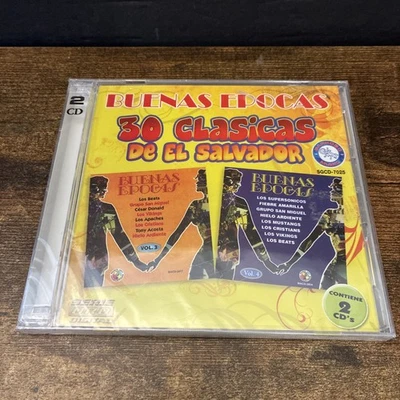 2
CD
BUENAS EPOCAS
30 CLASICAS
DE EL SALVADOR
SGCD-7025
BUENAS
EPOCAS
Los Beats
Grupo San Miguel
César Donald
Los Vikings
Los Apaches
Los Cristians
Tony Acosta
Hielo Ardiente
VOL. 3
BUENAS
EPOCAS
LOS SUPERSONICOS
FIEBRE AMARILLA
GRUPO SAN MIGUEL
HIELO ARDIENTE
LOS MUSTANGS
LOS CRISTIANS
LOS VIKINGS
LOS BEATS
Vol. 4
CONTIENE
2
CD's